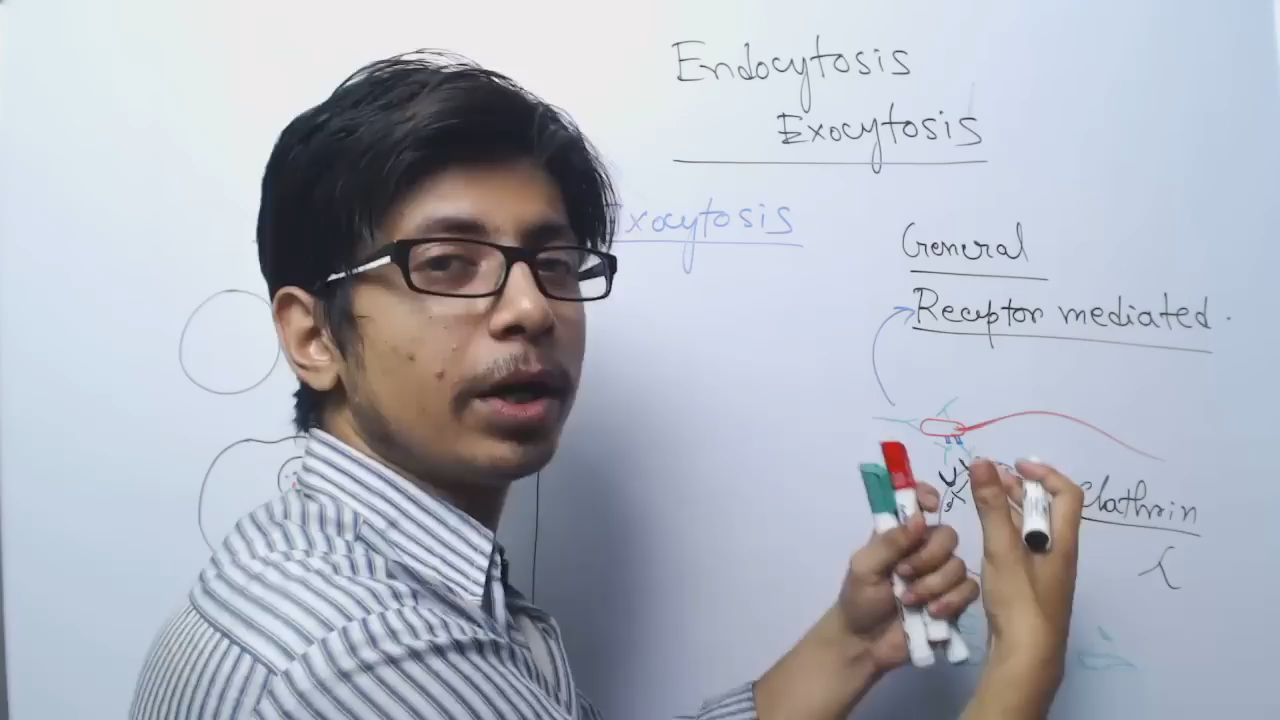 Endocytosis
Exocytosis
xocytosis
General
Receptor mediated.
Clathrin